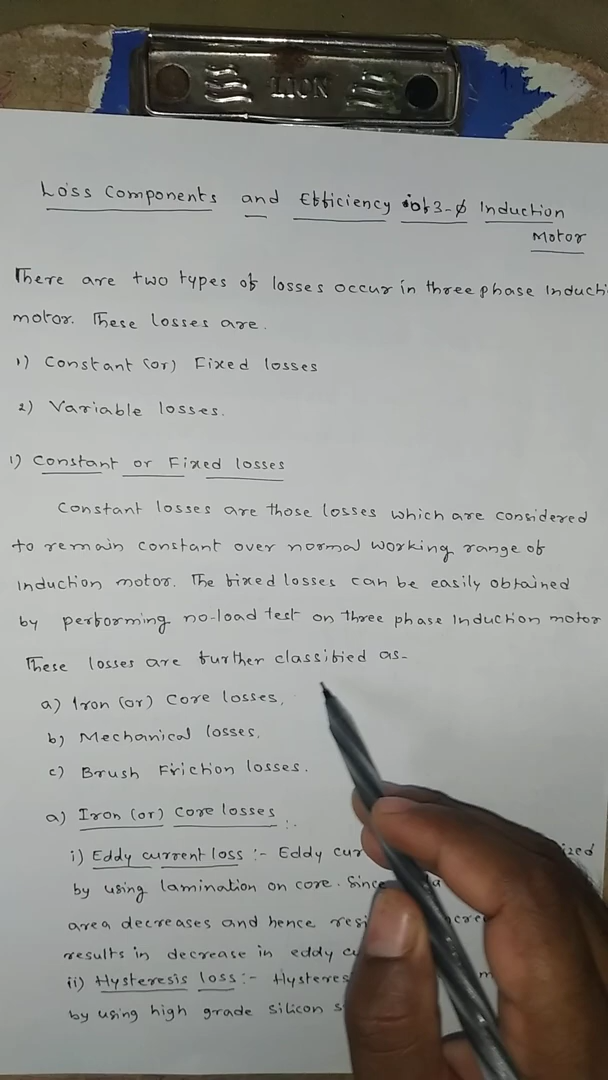 LION
Loss Components and Efficiency of 3-ϕ Induction
Motor
There are two types of losses occur in three phase Inducti
motor. These losses are.
1) Constant (or) Fixed losses
2) Variable losses.
1) Constant or Fixed losses
Constant losses are those losses which are considered
to remain constant over normal working range of
induction motor. The fixed losses can be easily obtained
by performing no-load test on three phase Induction motor
These losses are further classified as-
a) Iron (or) Core losses,
b) Mechanical losses,
c) Brush Friction losses.
a) Iron (or) Core losses :.
i) Eddy current loss :- Eddy cur
by using lamination on core. Since
area decreases and hence resi
results in decrease in eddy
ii) Hysteresis loss :- Hysteres
by using high grade silicon s